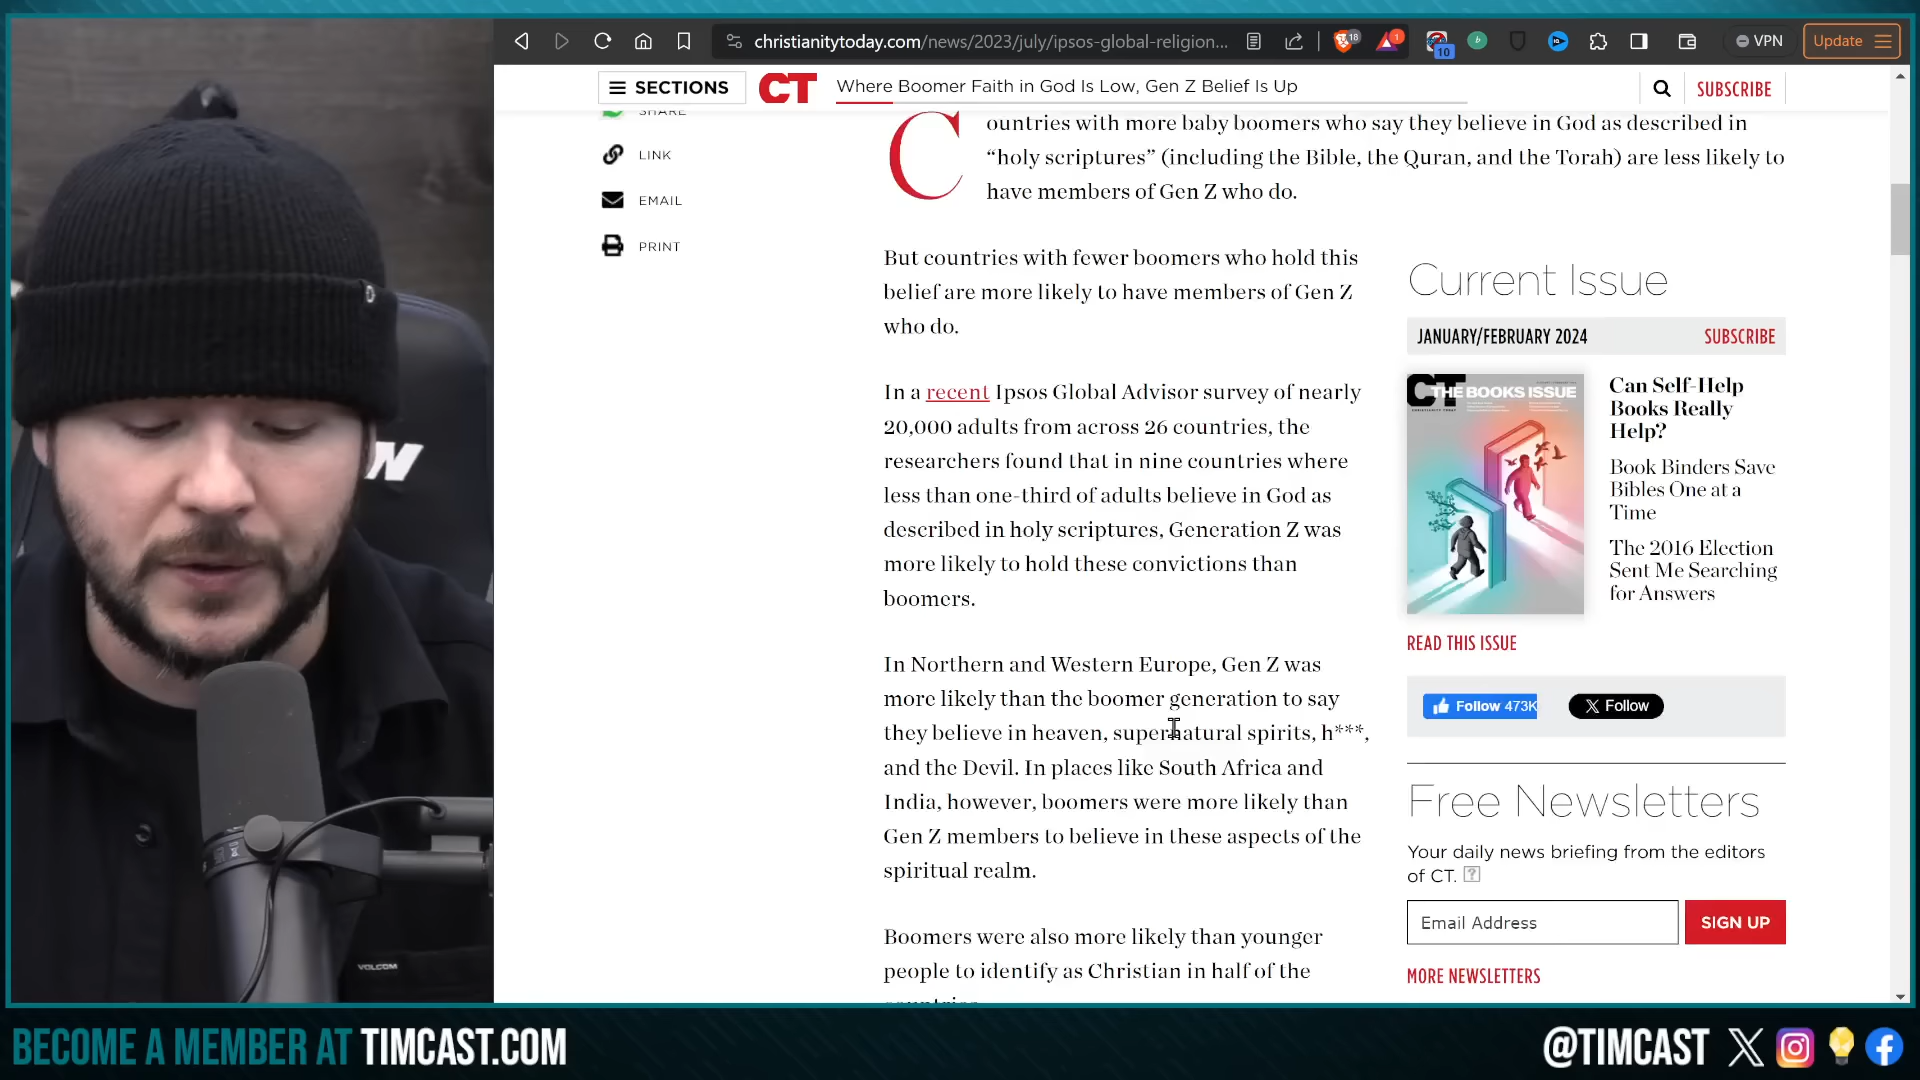 christianitytoday.com/news/2023/july/ipsos-global-religion...
18
1
10
b
VPN
Update
SECTIONS
CT
Where Boomer Faith in God Is Low, Gen Z Belief Is Up
SUBSCRIBE
SHARE
LINK
EMAIL
PRINT
Countries with more baby boomers who say they believe in God as described in
“holy scriptures” (including the Bible, the Quran, and the Torah) are less likely to
have members of Gen Z who do.
But countries with fewer boomers who hold this
belief are more likely to have members of Gen Z
who do.
In a recent Ipsos Global Advisor survey of nearly
20,000 adults from across 26 countries, the
researchers found that in nine countries where
less than one-third of adults believe in God as
described in holy scriptures, Generation Z was
more likely to hold these convictions than
boomers.
In Northern and Western Europe, Gen Z was
more likely than the boomer generation to say
they believe in heaven, supernatural spirits, h***,
and the Devil. In places like South Africa and
India, however, boomers were more likely than
Gen Z members to believe in these aspects of the
spiritual realm.
Boomers were also more likely than younger
people to identify as Christian in half of the
countries
Current Issue
JANUARY/FEBRUARY 2024
SUBSCRIBE
CT
THE BOOKS ISSUE
Can Self-Help
Books Really
Help?
Book Binders Save
Bibles One at a
Time
The 2016 Election
Sent Me Searching
for Answers
READ THIS ISSUE
Follow 473K
X Follow
Free Newsletters
Your daily news briefing from the editors
of CT. ?
Email Address
SIGN UP
MORE NEWSLETTERS
VOLCOM
BECOME A MEMBER AT TIMCAST.COM
@TIMCAST